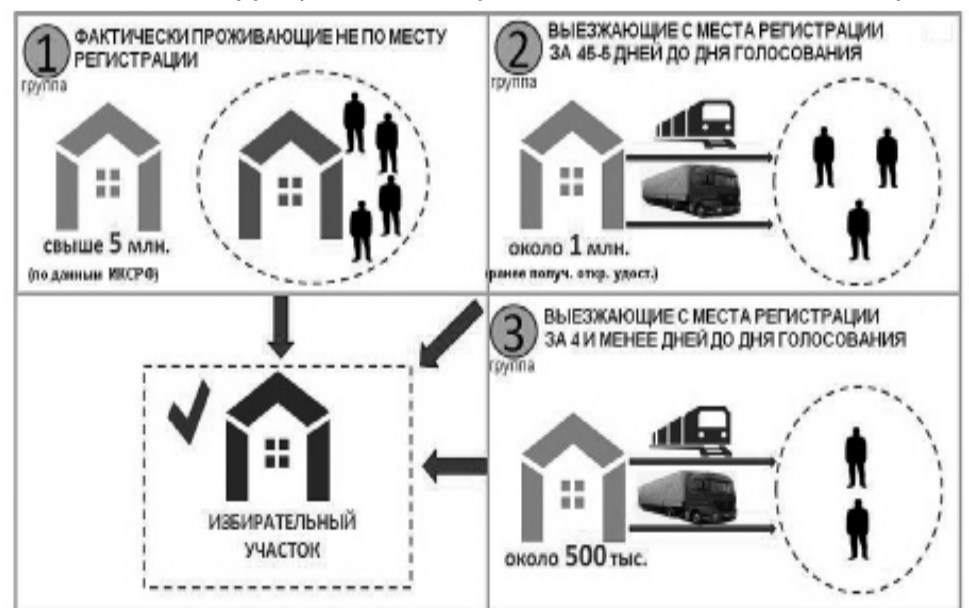 1
группа
ФАКТИЧЕСКИ ПРОЖИВАЮЩИЕ НЕ ПО МЕСТУ
РЕГИСТРАЦИИ
свыше 5 млн.
(по данным ИКСРФ)
2
группа
ВЫЕЗЖАЮЩИЕ С МЕСТА РЕГИСТРАЦИИ
ЗА 45-5 ДНЕЙ ДО ДНЯ ГОЛОСОВАНИЯ
около 1 млн.
(ранее получ. откр. удост.)
ИЗБИРАТЕЛЬНЫЙ
УЧАСТОК
3
группа
ВЫЕЗЖАЮЩИЕ С МЕСТА РЕГИСТРАЦИИ
ЗА 4 И МЕНЕЕ ДНЕЙ ДО ДНЯ ГОЛОСОВАНИЯ
около 500 тыс.